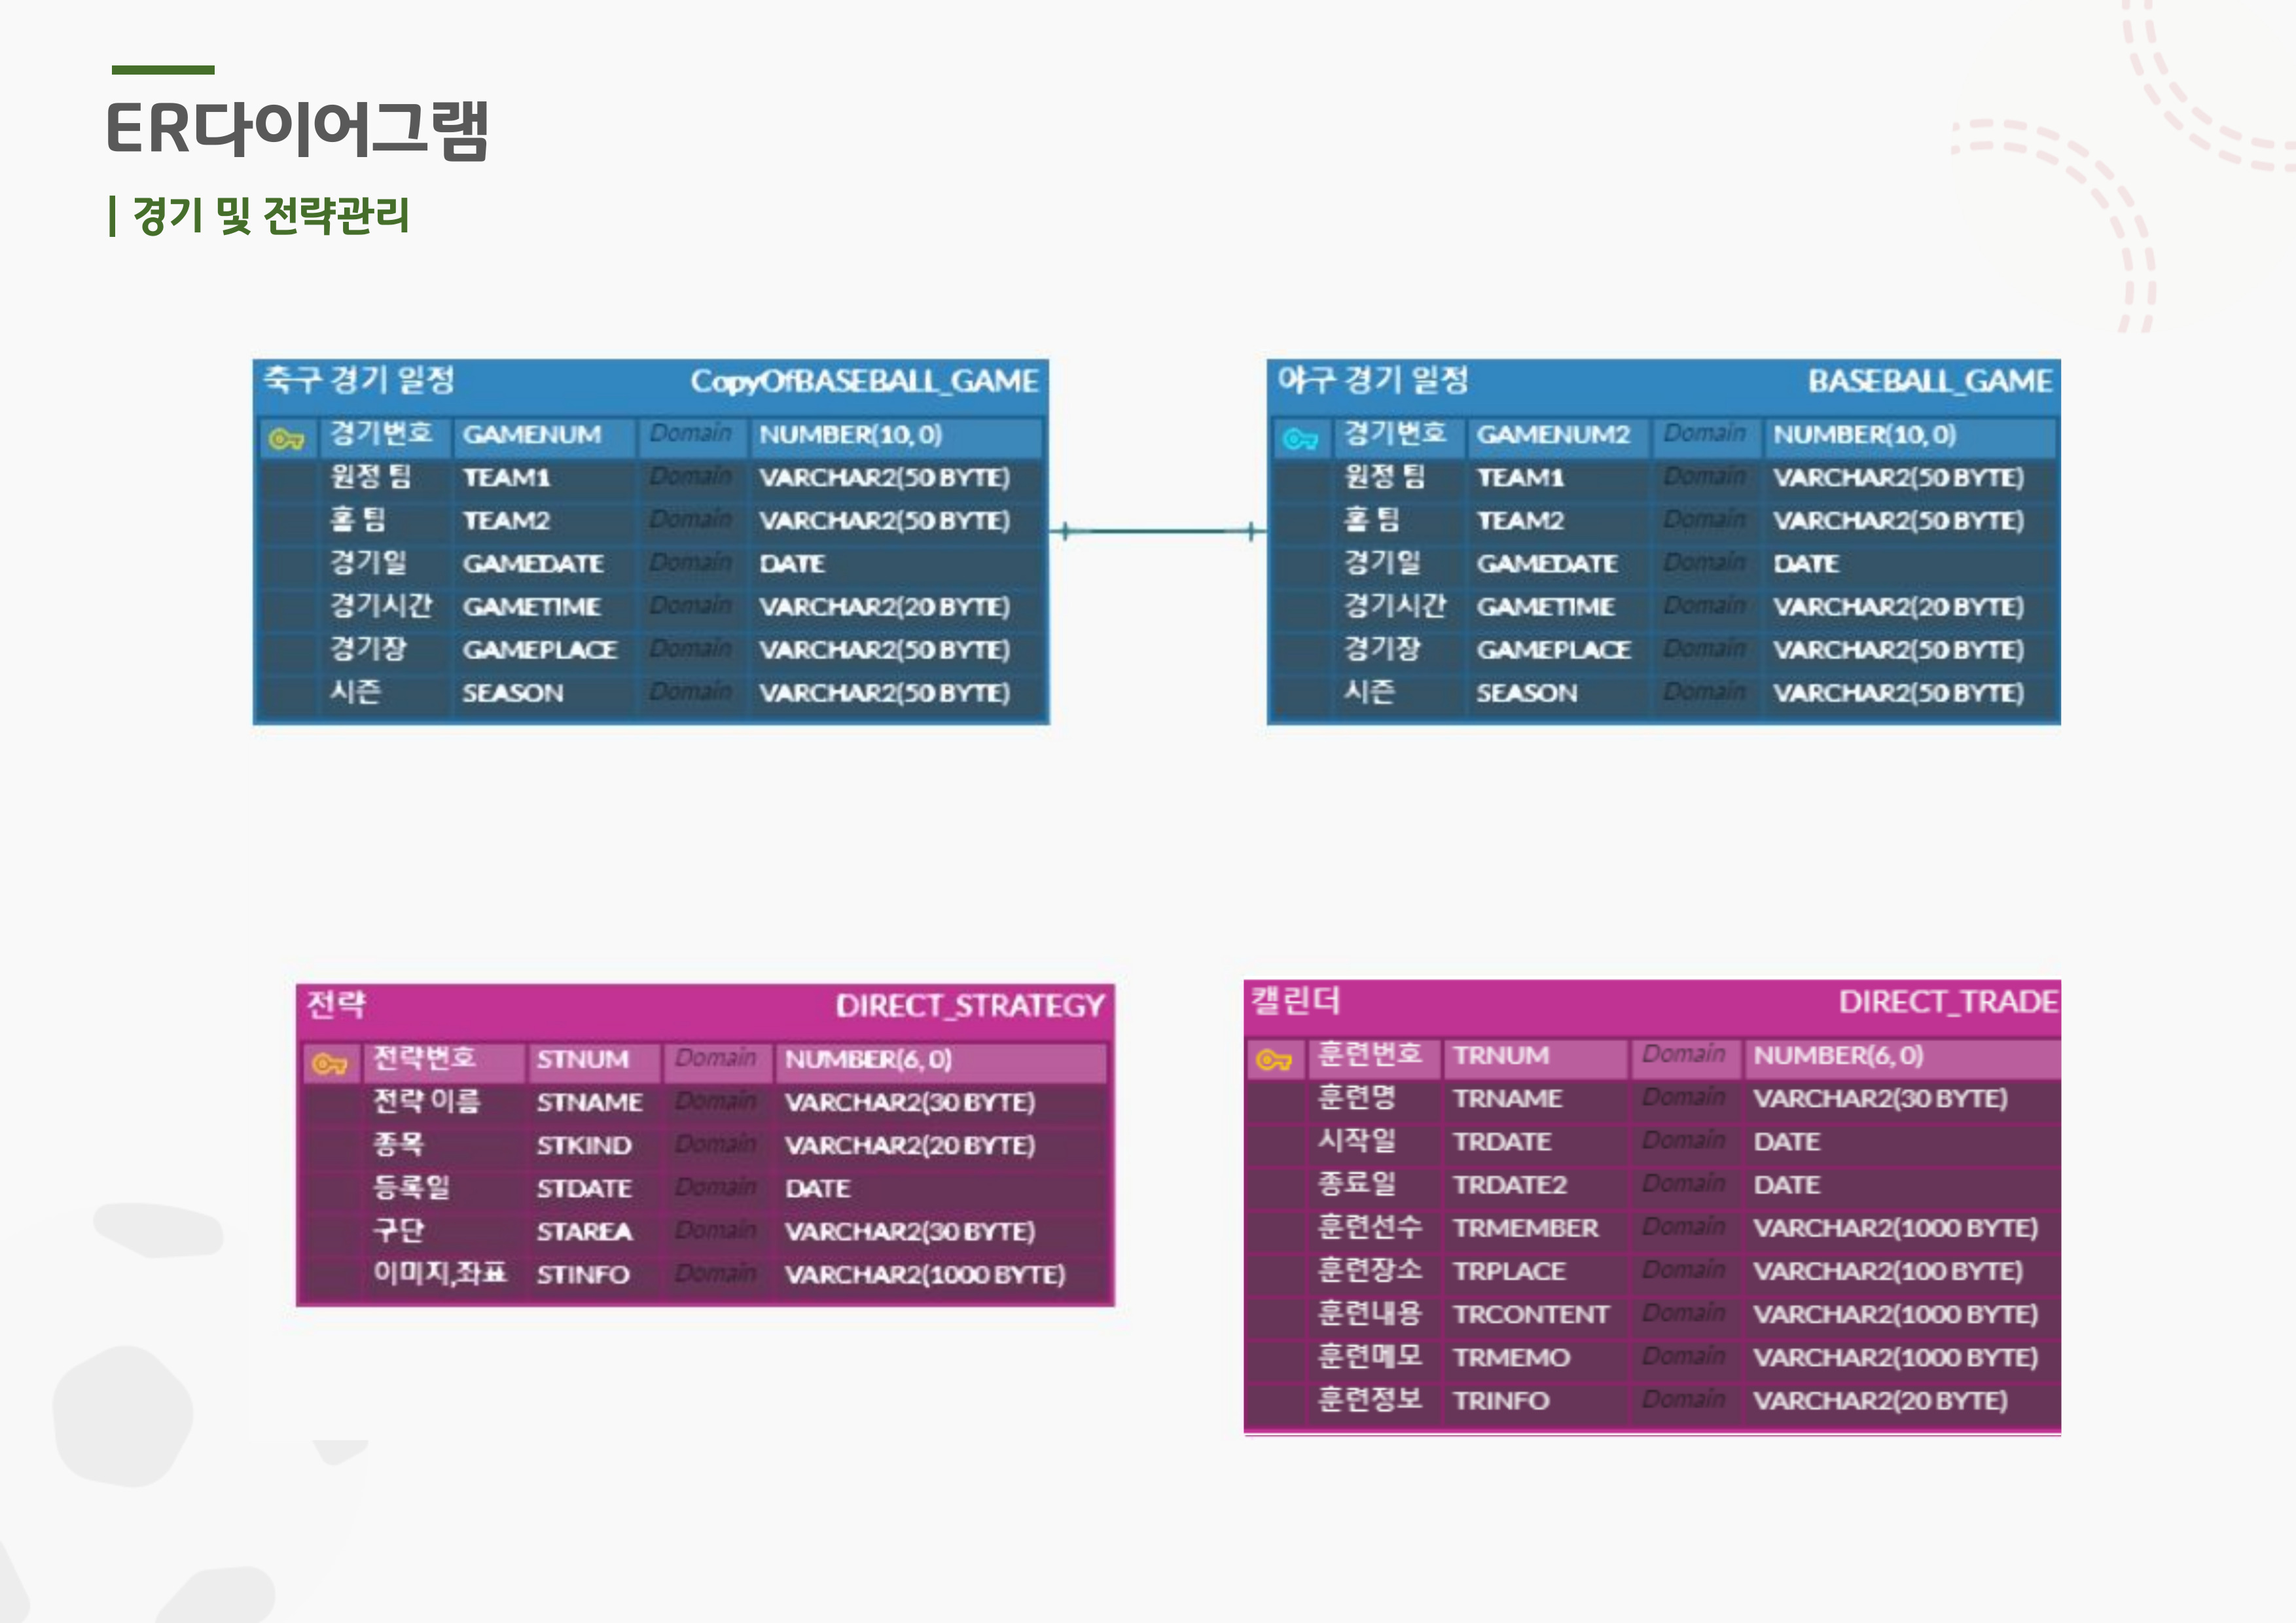 ER다이어그램
| 경기 및 전략관리
축구 경기 일정 CopyOfBASEBALL_GAME
경기번호 GAMENUM Domain NUMBER(10, 0)
원정 팀 TEAM1 Domain VARCHAR2(50 BYTE)
홀 팀 TEAM2 Domain VARCHAR2(50 BYTE)
경기일 GAMEDATE Domain DATE
경기시간 GAMETIME Domain VARCHAR2(20 BYTE)
경기장 GAMEPLACE Domain VARCHAR2(50 BYTE)
시즌 SEASON Domain VARCHAR2(50 BYTE)
야구 경기 일정 BASEBALL_GAME
경기번호 GAMENUM2 Domain NUMBER(10, 0)
원정 팀 TEAM1 Domain VARCHAR2(50 BYTE)
홀 팀 TEAM2 Domain VARCHAR2(50 BYTE)
경기일 GAMEDATE Domain DATE
경기시간 GAMETIME Domain VARCHAR2(20 BYTE)
경기장 GAMEPLACE Domain VARCHAR2(50 BYTE)
시즌 SEASON Domain VARCHAR2(50 BYTE)
전략 DIRECT_STRATEGY
전략번호 STNUM Domain NUMBER(6, 0)
전략 이름 STNAME Domain VARCHAR2(30 BYTE)
종목 STKIND Domain VARCHAR2(20 BYTE)
등록일 STDATE Domain DATE
구단 STAREA Domain VARCHAR2(30 BYTE)
이미지,좌표 STINFO Domain VARCHAR2(1000 BYTE)
캘린더 DIRECT_TRADE
훈련번호 TRNUM Domain NUMBER(6, 0)
훈련명 TRNAME Domain VARCHAR2(30 BYTE)
시작일 TRDATE Domain DATE
종료일 TRDATE2 Domain DATE
훈련선수 TRMEMBER Domain VARCHAR2(1000 BYTE)
훈련장소 TRPLACE Domain VARCHAR2(100 BYTE)
훈련내용 TRCONTENT Domain VARCHAR2(1000 BYTE)
훈련메모 TRMEMO Domain VARCHAR2(1000 BYTE)
훈련정보 TRINFO Domain VARCHAR2(20 BYTE)